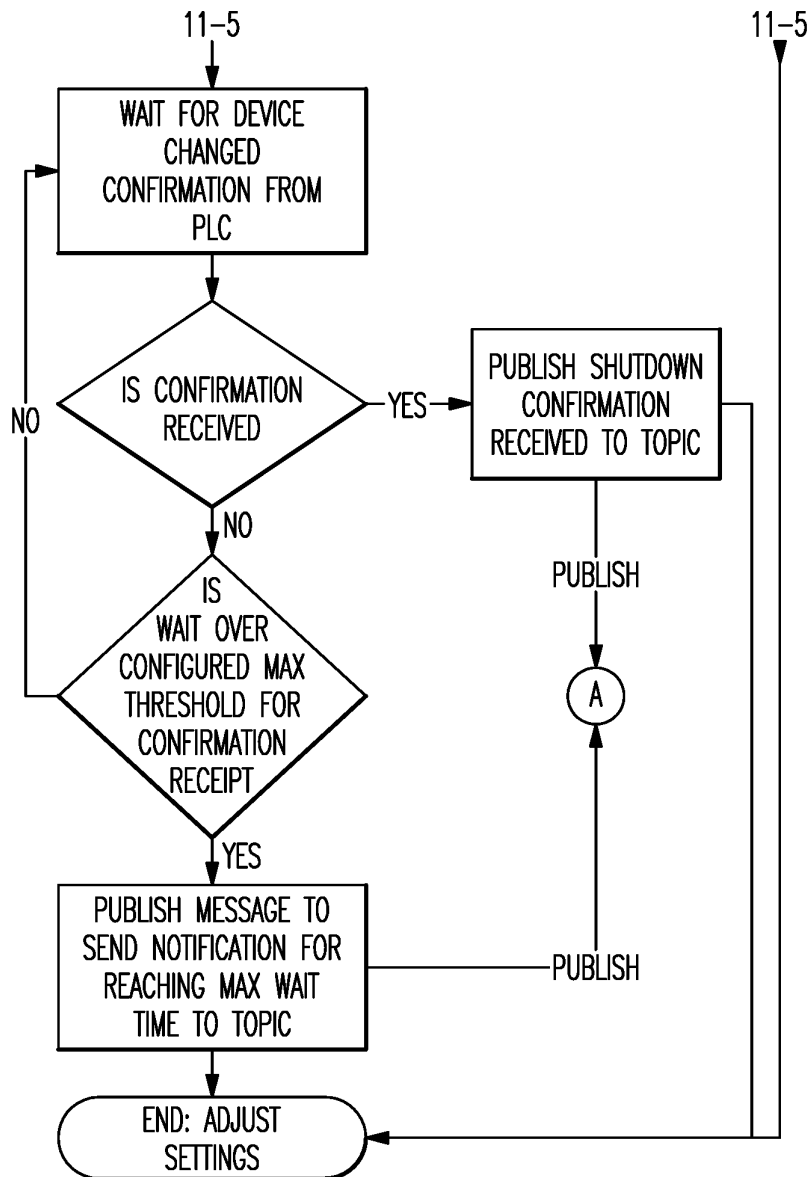 11-5
11-5
WAIT FOR DEVICE
CHANGED
CONFIRMATION FROM
PLC
IS CONFIRMATION
RECEIVED
YES
PUBLISH SHUTDOWN
CONFIRMATION
RECEIVED TO TOPIC
NO
NO
IS
WAIT OVER
CONFIGURED MAX
THRESHOLD FOR
CONFIRMATION
RECEIPT
PUBLISH
A
YES
PUBLISH MESSAGE TO
SEND NOTIFICATION FOR
REACHING MAX WAIT
TIME TO TOPIC
PUBLISH
END: ADJUST
SETTINGS